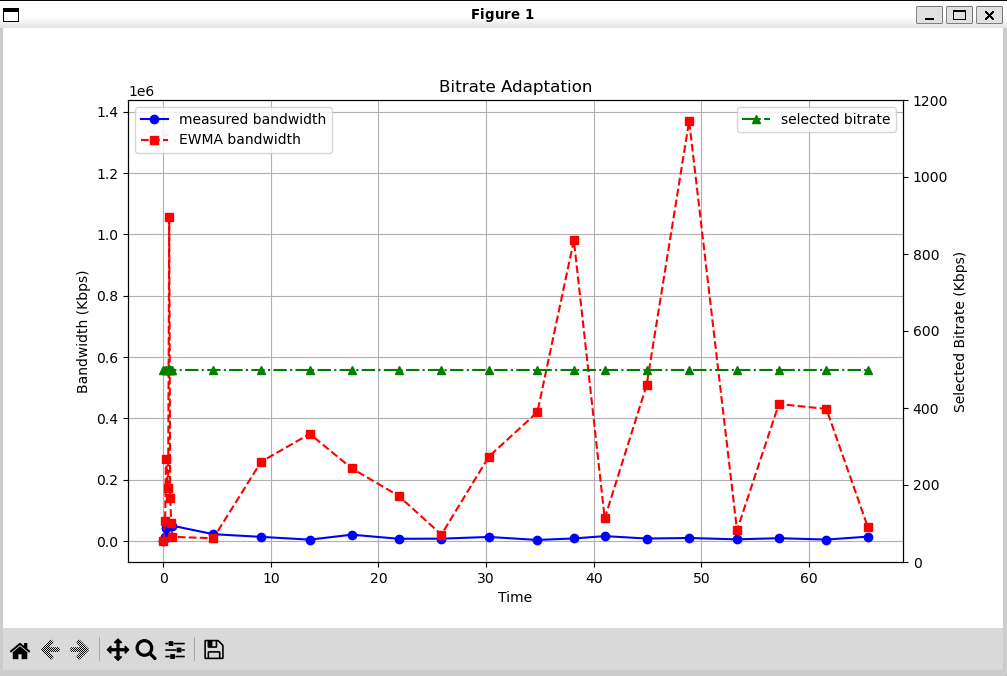 Figure 1
Bitrate Adaptation
1e6
measured bandwidth
EWMA bandwidth
selected bitrate
Bandwidth (Kbps)
1.4
1.2
1.0
0.8
0.6
0.4
0.2
0.0
Selected Bitrate (Kbps)
1200
1000
800
600
400
200
0
0 10 20 30 40 50 60
Time